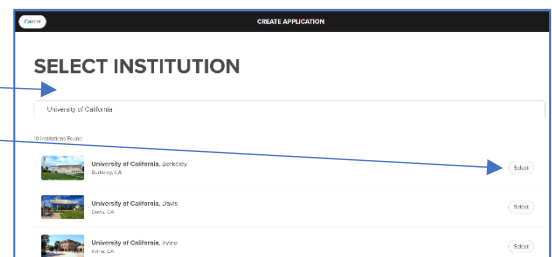 Cancel
CREATE APPLICATION
SELECT INSTITUTION
University of California
10 Institutions Found
University of California, Berkeley
Berkeley, CA
Select
University of California, Davis
Davis, CA
Select
University of California, Irvine
Irvine, CA
Select